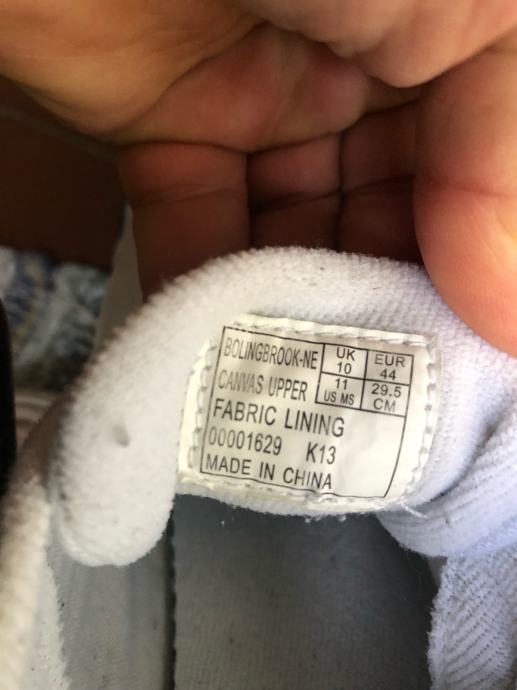 BOLINGBROOK-NE
CANVAS UPPER
UK 10
EUR 44
11 US MS
29.5 CM
FABRIC LINING
00001629 K13
MADE IN CHINA